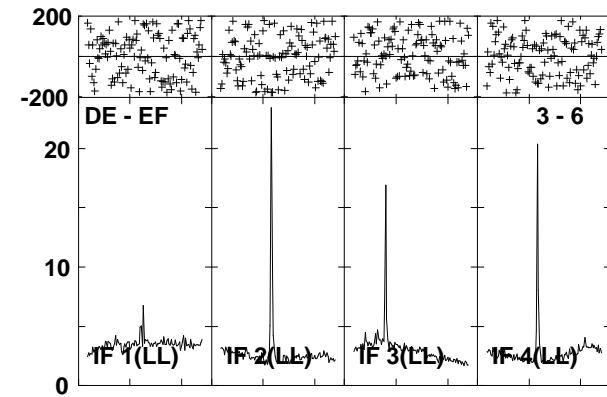 200
-200
DE - EF
3 - 6
20
10
IF 1(LL)
IF 2(LL)
IF 3(LL)
IF 4(LL)
0